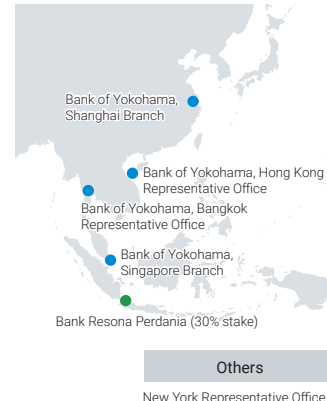 Bank of Yokohama,
Shanghai Branch
Bank of Yokohama, Hong Kong
Representative Office
Bank of Yokohama, Bangkok
Representative Office
Bank of Yokohama,
Singapore Branch
Bank Resona Perdania (30% stake)
Others
New York Representative Office